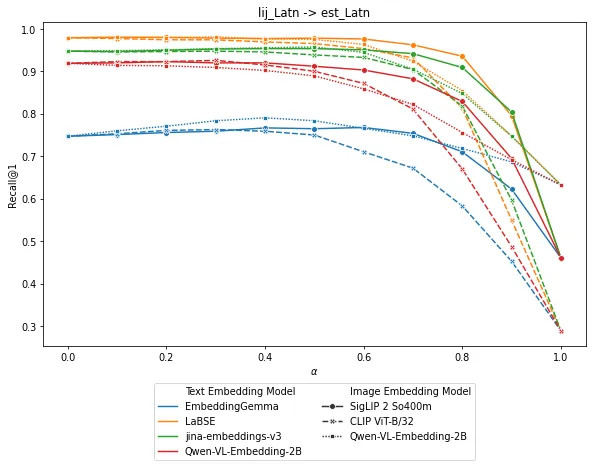 lij_Latn -> est_Latn
1.0
0.9
0.8
0.7
0.6
0.5
0.4
0.3
Recall@1
0.0 0.2 0.4 0.6 0.8 1.0
α
Text Embedding Model Image Embedding Model
EmbeddingGemma SigLIP 2 So400m
LaBSE CLIP ViT-B/32
jina-embeddings-v3 Qwen-VL-Embedding-2B
Qwen-VL-Embedding-2B